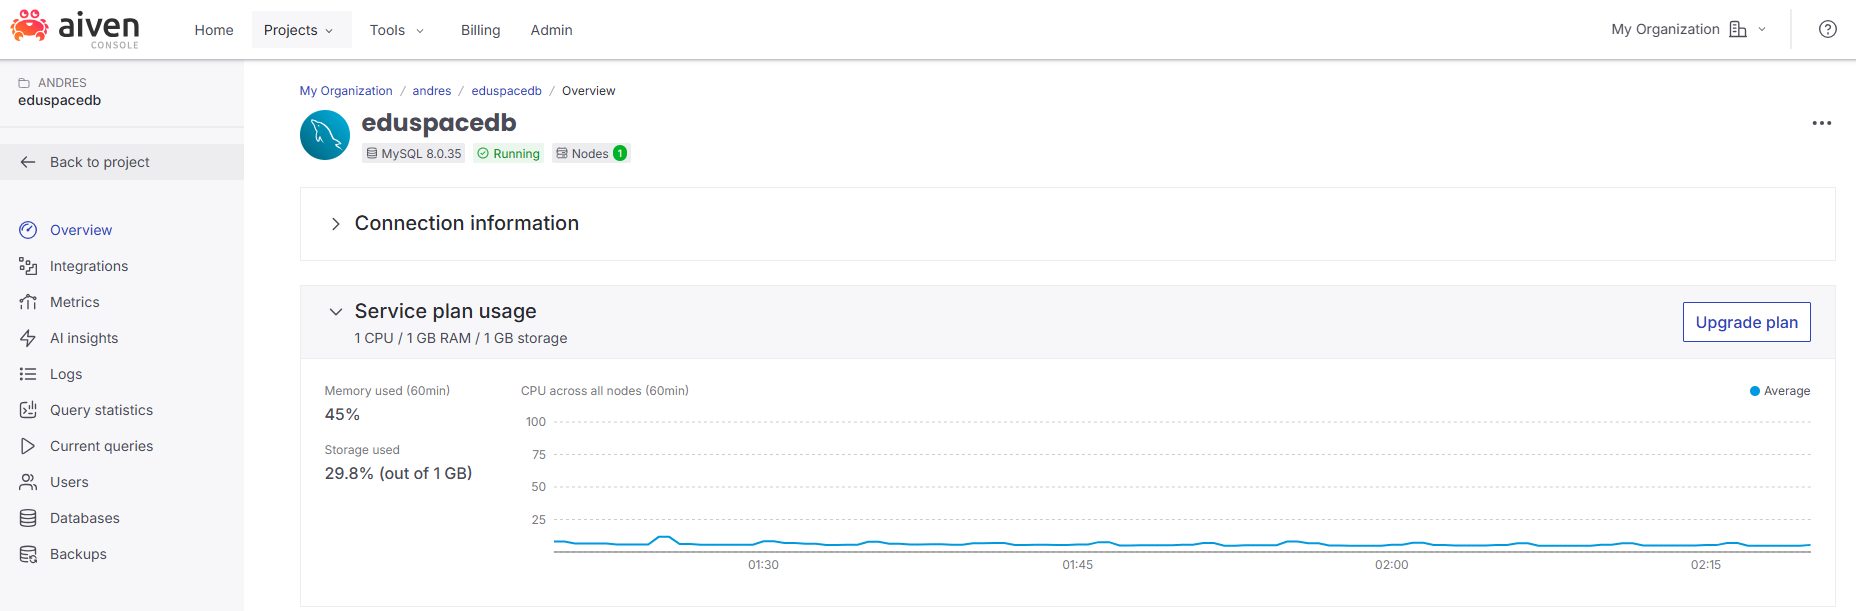 aiven
CONSOLE
Home
Projects
Tools
Billing
Admin
My Organization
ANDRES
eduspacedb
Back to project
Overview
Integrations
Metrics
AI insights
Logs
Query statistics
Current queries
Users
Databases
Backups
My Organization / andres / eduspacedb / Overview
eduspacedb
MySQL 8.0.35 Running Nodes 1
Connection information
Service plan usage
1 CPU / 1 GB RAM / 1 GB storage
Upgrade plan
Memory used (60min)
45%
Storage used
29.8% (out of 1 GB)
CPU across all nodes (60min)
Average
100
75
50
25
01:30 01:45 02:00 02:15